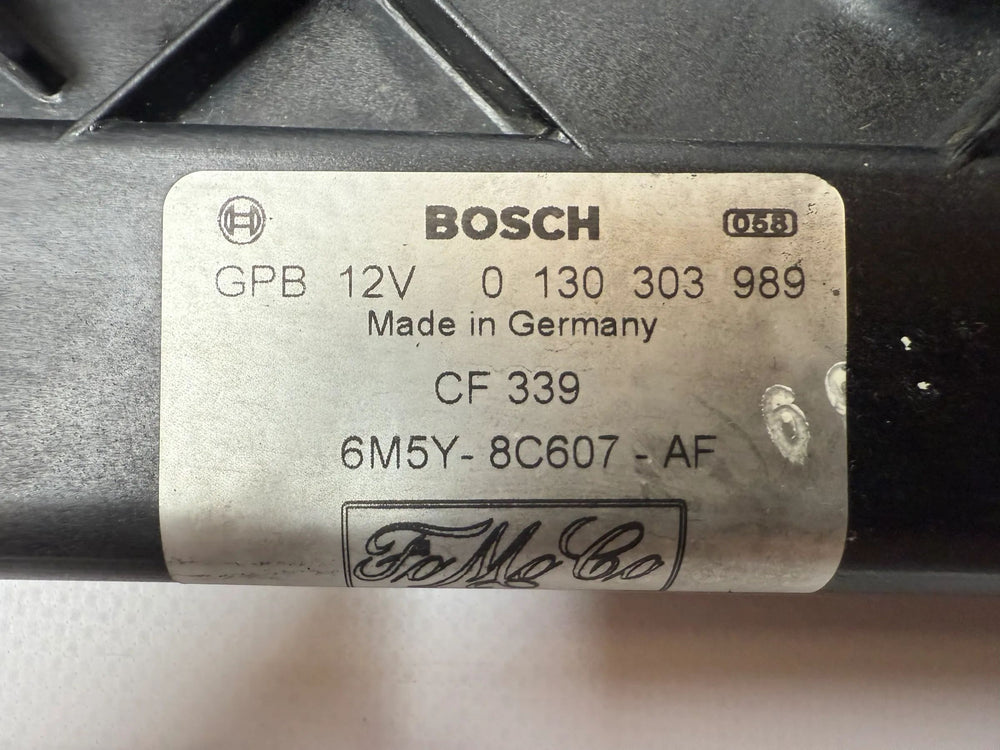 BOSCH 058
GPB 12V 0 130 303 989
Made in Germany
CF 339
6M5Y- 8C607 - AF
FoMoCo